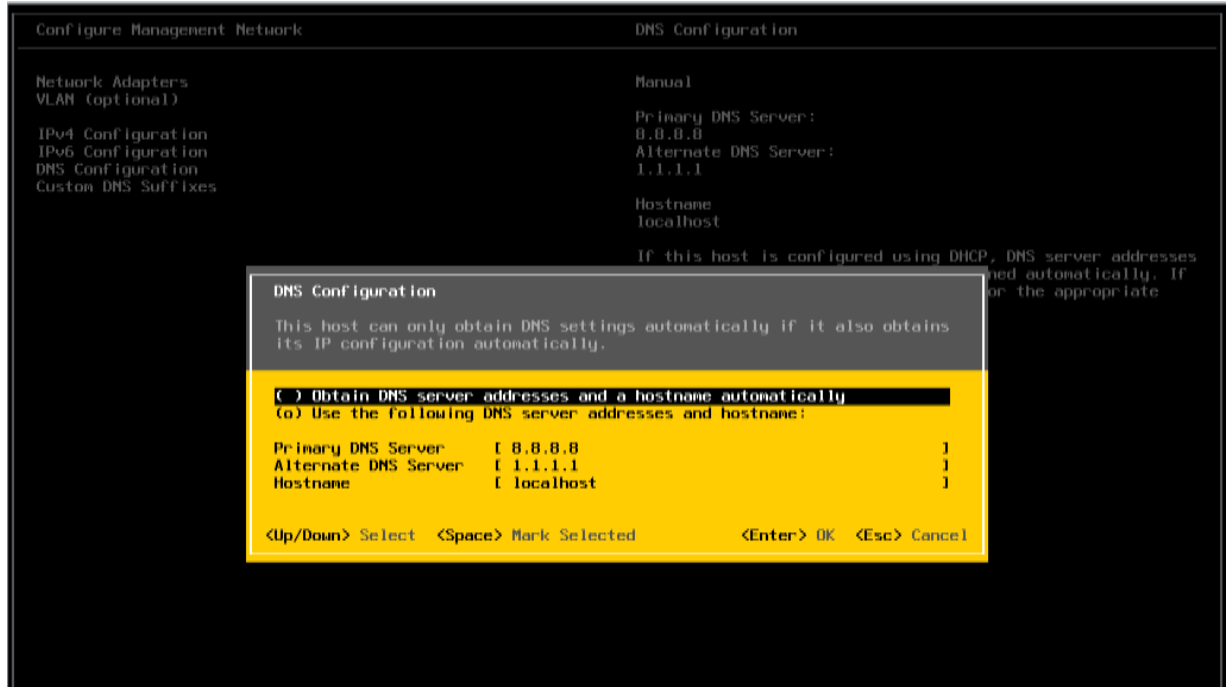 Configure Management Network
DNS Configuration
Network Adapters
VLAN (optional)
IPv4 Configuration
IPv6 Configuration
DNS Configuration
Custom DNS Suffixes
Manual
Primary DNS Server:
8.8.8.8
Alternate DNS Server:
1.1.1.1
Hostname
localhost
If this host is configured using DHCP, DNS server addresses
automatically. If
or the appropriate
DNS Configuration
This host can only obtain DNS settings automatically if it also obtains
its IP configuration automatically.
( ) Obtain DNS server addresses and a hostname automatically
(o) Use the following DNS server addresses and hostname:
Primary DNS Server [ 8.8.8.8 ]
Alternate DNS Server [ 1.1.1.1 ]
Hostname [ localhost ]
<Up/Down> Select <Space> Mark Selected <Enter> OK <Esc> Cancel